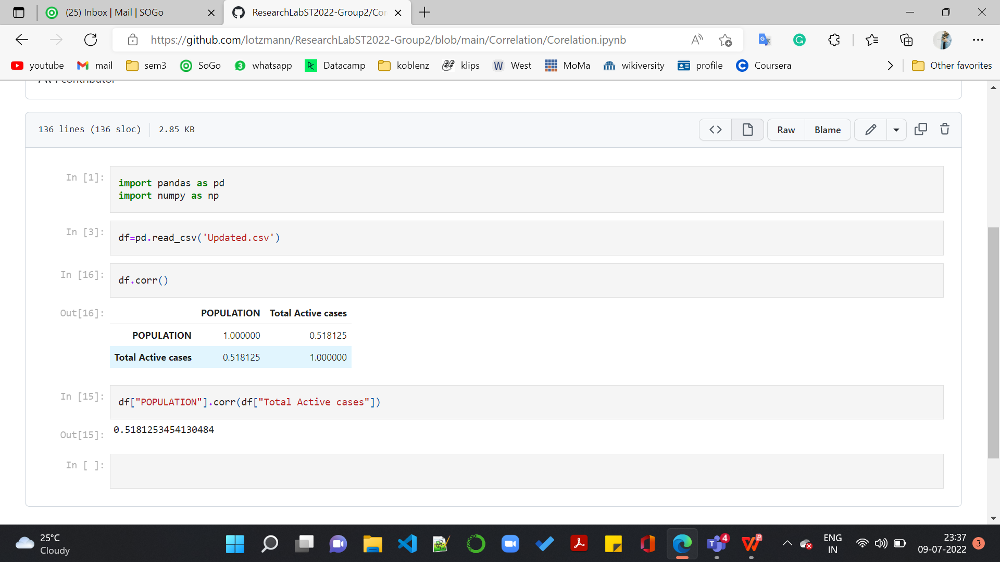 (25) Inbox | Mail | SOGo
ResearchLabST2022-Group2/Cor
https://github.com/lotzmann/ResearchLabST2022-Group2/blob/main/Correlation/Corelation.ipynb
youtube mail sem3 SoGo whatsapp Datacamp koblenz klips West MoMa wikiversity profile Coursera Other favorites
1 contributor
136 lines (136 sloc) 2.85 KB Raw Blame
In [1]: import pandas as pd
import numpy as np
In [3]: df=pd.read_csv('Updated.csv')
In [16]: df.corr()
Out[16]: POPULATION Total Active cases
POPULATION 1.000000 0.518125
Total Active cases 0.518125 1.000000
In [15]: df["POPULATION"].corr(df["Total Active cases"])
Out[15]: 0.5181253454130484
In [ ]:
25°C
Cloudy
4
ENG
IN
23:37
09-07-2022
3